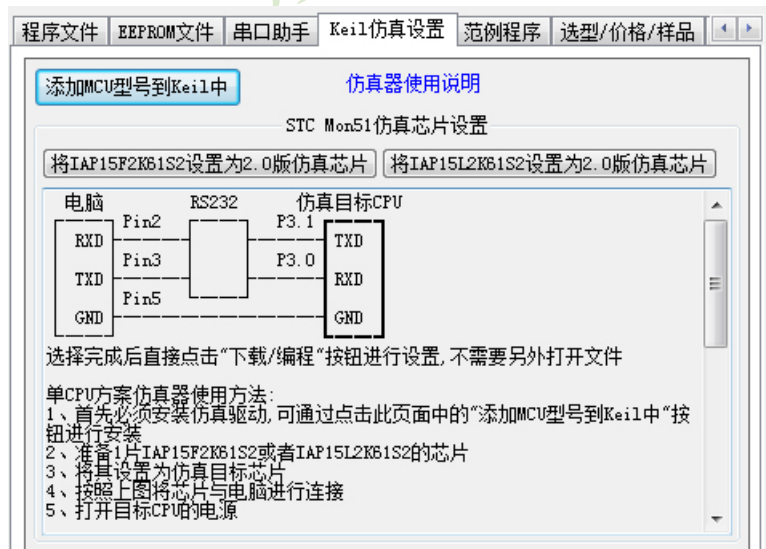 程序文件 EEPROM文件 串口助手 Keil仿真设置 范例程序 选型/价格/样品
添加MCU型号到Keil中 仿真器使用说明
STC Mon51仿真芯片设置
将IAP15F2K61S2设置为2.0版仿真芯片 将IAP15L2K61S2设置为2.0版仿真芯片
电脑 RS232 仿真目标CPU
Pin2 P3.1
RXD TXD
Pin3 P3.0
TXD RXD
Pin5
GND GND
选择完成后直接点击“下载/编程”按钮进行设置,不需要另外打开文件
单CPU方案仿真器使用方法:
1、首先必须安装仿真驱动,可通过点击此页面中的“添加MCU型号到Keil中”按
钮进行安装
2、准备1片IAP15F2K61S2或者IAP15L2K61S2的芯片
3、将其设置为仿真目标芯片
4、按照上图将芯片与电脑进行连接
5、打开目标CPU的电源